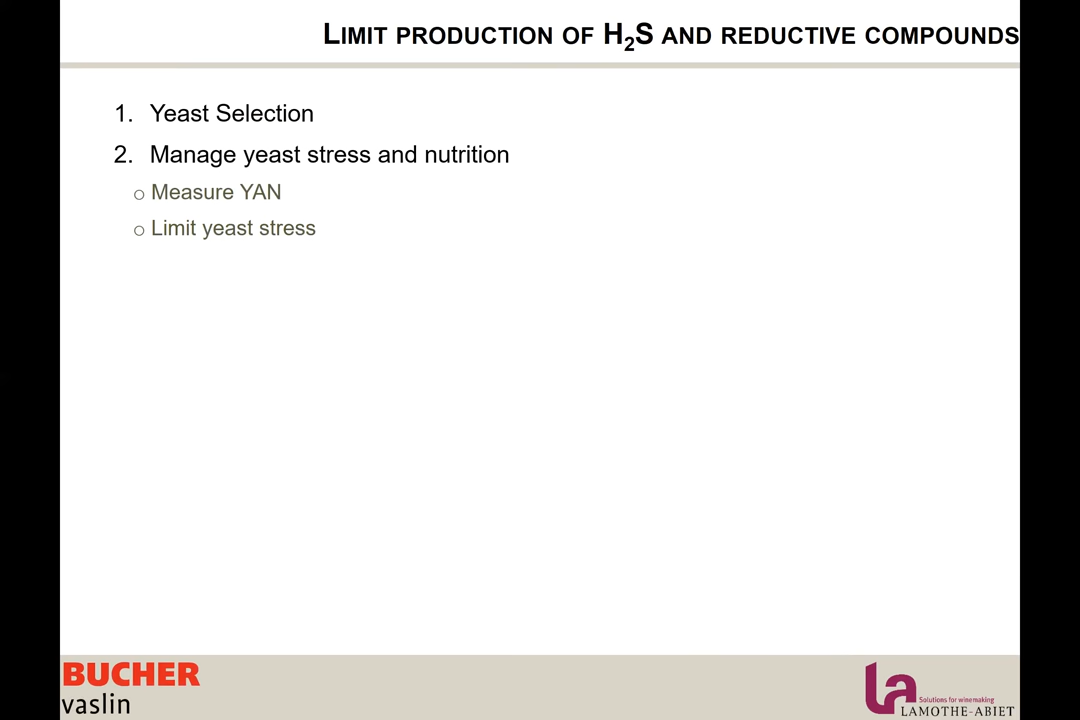 LIMIT PRODUCTION OF H₂S AND REDUCTIVE COMPOUNDS
1. Yeast Selection
2. Manage yeast stress and nutrition
o Measure YAN
o Limit yeast stress
BUCHER
vaslin
la
Solutions for winemaking
LAMOTHE-ABIET